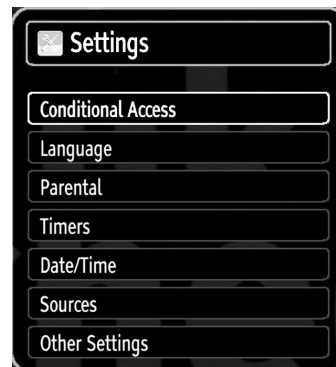 Settings
Conditional Access
Language
Parental
Timers
Date/Time
Sources
Other Settings